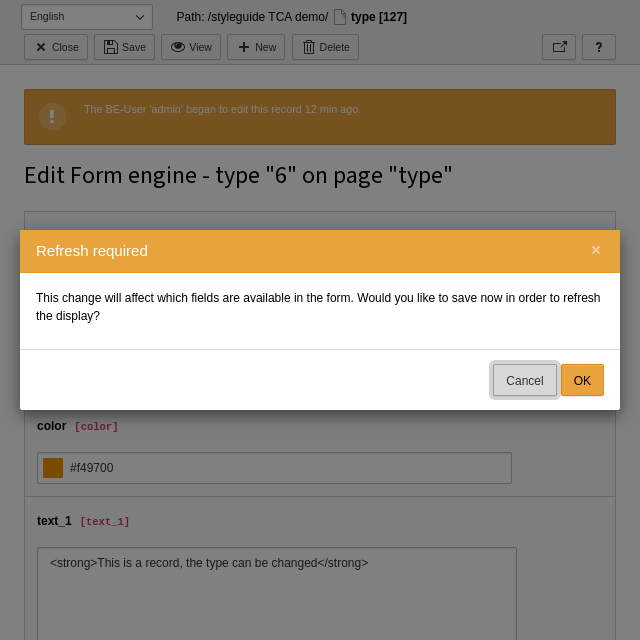 English Path: /styleguide TCA demo/ type [127]
Close Save View New Delete ?
The BE-User 'admin' began to edit this record 12 min ago.
Edit Form engine - type "6" on page "type"
Refresh required ×
This change will affect which fields are available in the form. Would you like to save now in order to refresh
the display?
Cancel OK
color [color]
#f49700
text_1 [text_1]
<strong>This is a record, the type can be changed</strong>